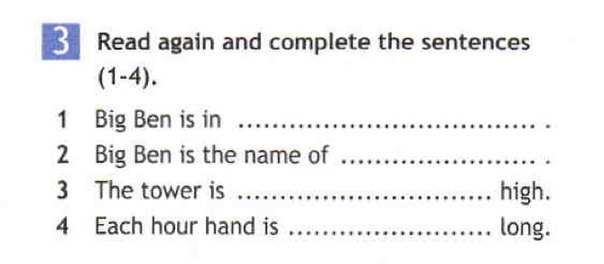 3 Read again and complete the sentences
(1-4).
1 Big Ben is in ..................................... .
2 Big Ben is the name of ........................ .
3 The tower is ................................ high.
4 Each hour hand is ......................... long.